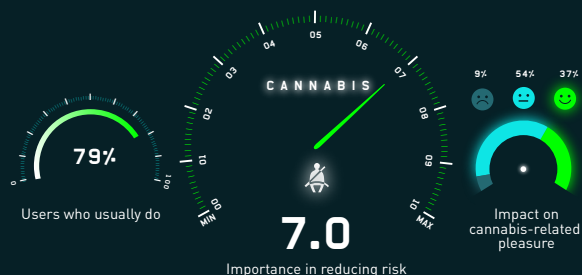 0
79%
100
Users who usually do
CANNABIS
MIN
00
01
02
03
04
05
06
07
08
09
10
MAX
7.0
Importance in reducing risk
9% 54% 37%
Impact on
cannabis-related
pleasure